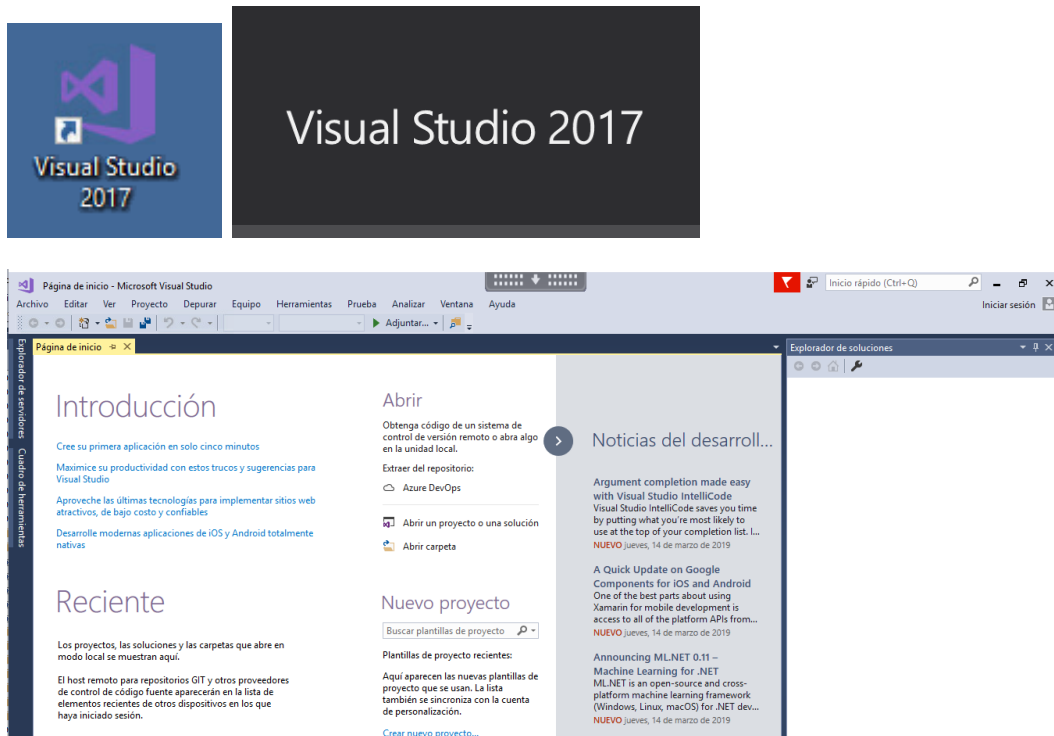 Visual Studio
2017
Visual Studio 2017
Página de inicio - Microsoft Visual Studio
Inicio rápido (Ctrl+Q)
Archivo Editar Ver Proyecto Depurar Equipo Herramientas Prueba Analizar Ventana Ayuda
Iniciar sesión
Adjuntar...
Explorador de servidores
Cuadro de herramientas
Página de inicio
Explorador de soluciones
Introducción
Cree su primera aplicación en solo cinco minutos
Maximice su productividad con estos trucos y sugerencias para
Visual Studio
Aproveche las últimas tecnologías para implementar sitios web
atractivos, de bajo costo y confiables
Desarrolle modernas aplicaciones de iOS y Android totalmente
nativas
Reciente
Los proyectos, las soluciones y las carpetas que abre en
modo local se muestran aquí.
El host remoto para repositorios GIT y otros proveedores
de control de código fuente aparecerán en la lista de
elementos recientes de otros dispositivos en los que
haya iniciado sesión.
Abrir
Obtenga código de un sistema de
control de versión remoto o abra algo
en la unidad local.
Extraer del repositorio:
Azure DevOps
Abrir un proyecto o una solución
Abrir carpeta
Nuevo proyecto
Buscar plantillas de proyecto
Plantillas de proyecto recientes:
Aquí aparecen las nuevas plantillas de
proyecto que se usan. La lista
también se sincroniza con la cuenta
de personalización.
Crear nuevo proyecto...
Noticias del desarroll...
Argument completion made easy
with Visual Studio IntelliCode
Visual Studio IntelliCode saves you time
by putting what you're most likely to
use at the top of your completion list. I...
NUEVO jueves, 14 de marzo de 2019
A Quick Update on Google
Components for iOS and Android
One of the best parts about using
Xamarin for mobile development is
access to all of the platform APIs from...
NUEVO jueves, 14 de marzo de 2019
Announcing ML.NET 0.11 –
Machine Learning for .NET
ML.NET is an open-source and cross-
platform machine learning framework
(Windows, Linux, macOS) for .NET dev...
NUEVO jueves, 14 de marzo de 2019